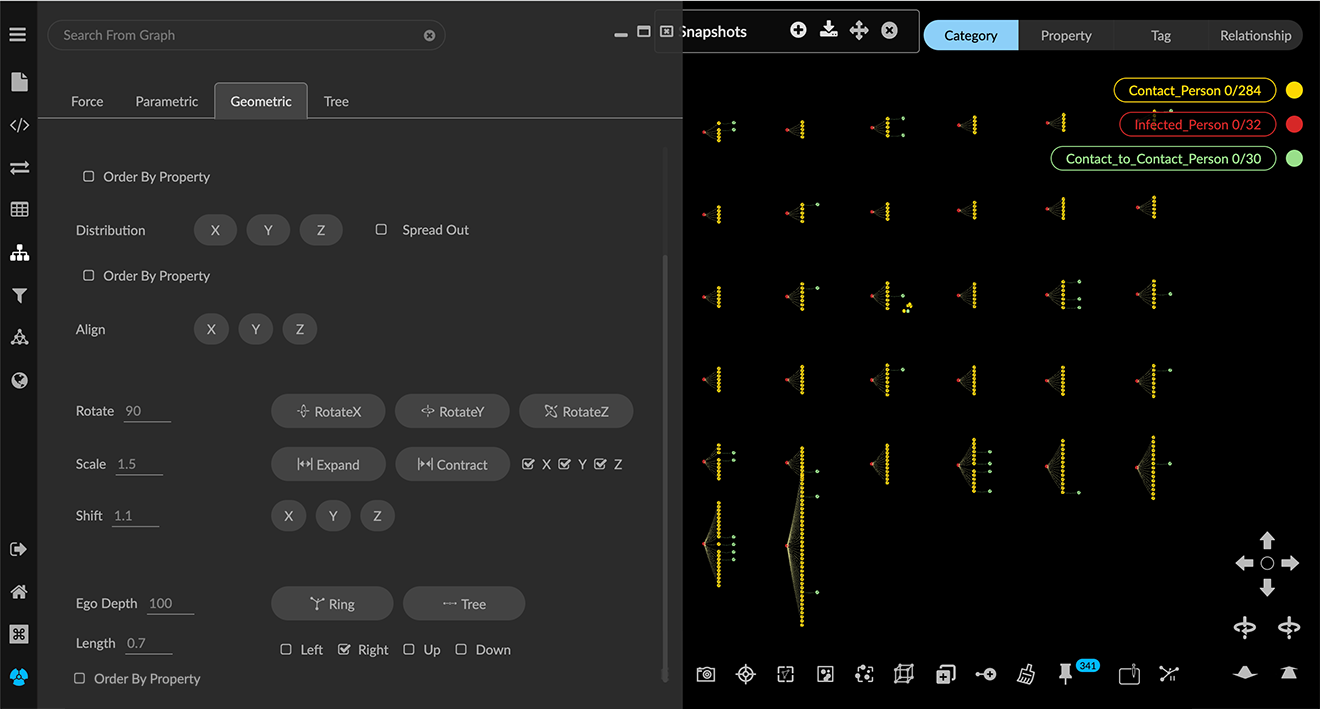 Search From Graph
Snapshots
Category Property Tag Relationship
Force Parametric Geometric Tree
Contact_Person 0/284
Infected_Person 0/32
Contact_to_Contact_Person 0/30
Order By Property
Distribution X Y Z Spread Out
Order By Property
Align X Y Z
Rotate 90 RotateX RotateY RotateZ
Scale 1.5 Expand Contract X Y Z
Shift 1.1 X Y Z
Ego Depth 100 Ring Tree
Length 0.7 Left Right Up Down
Order By Property
341